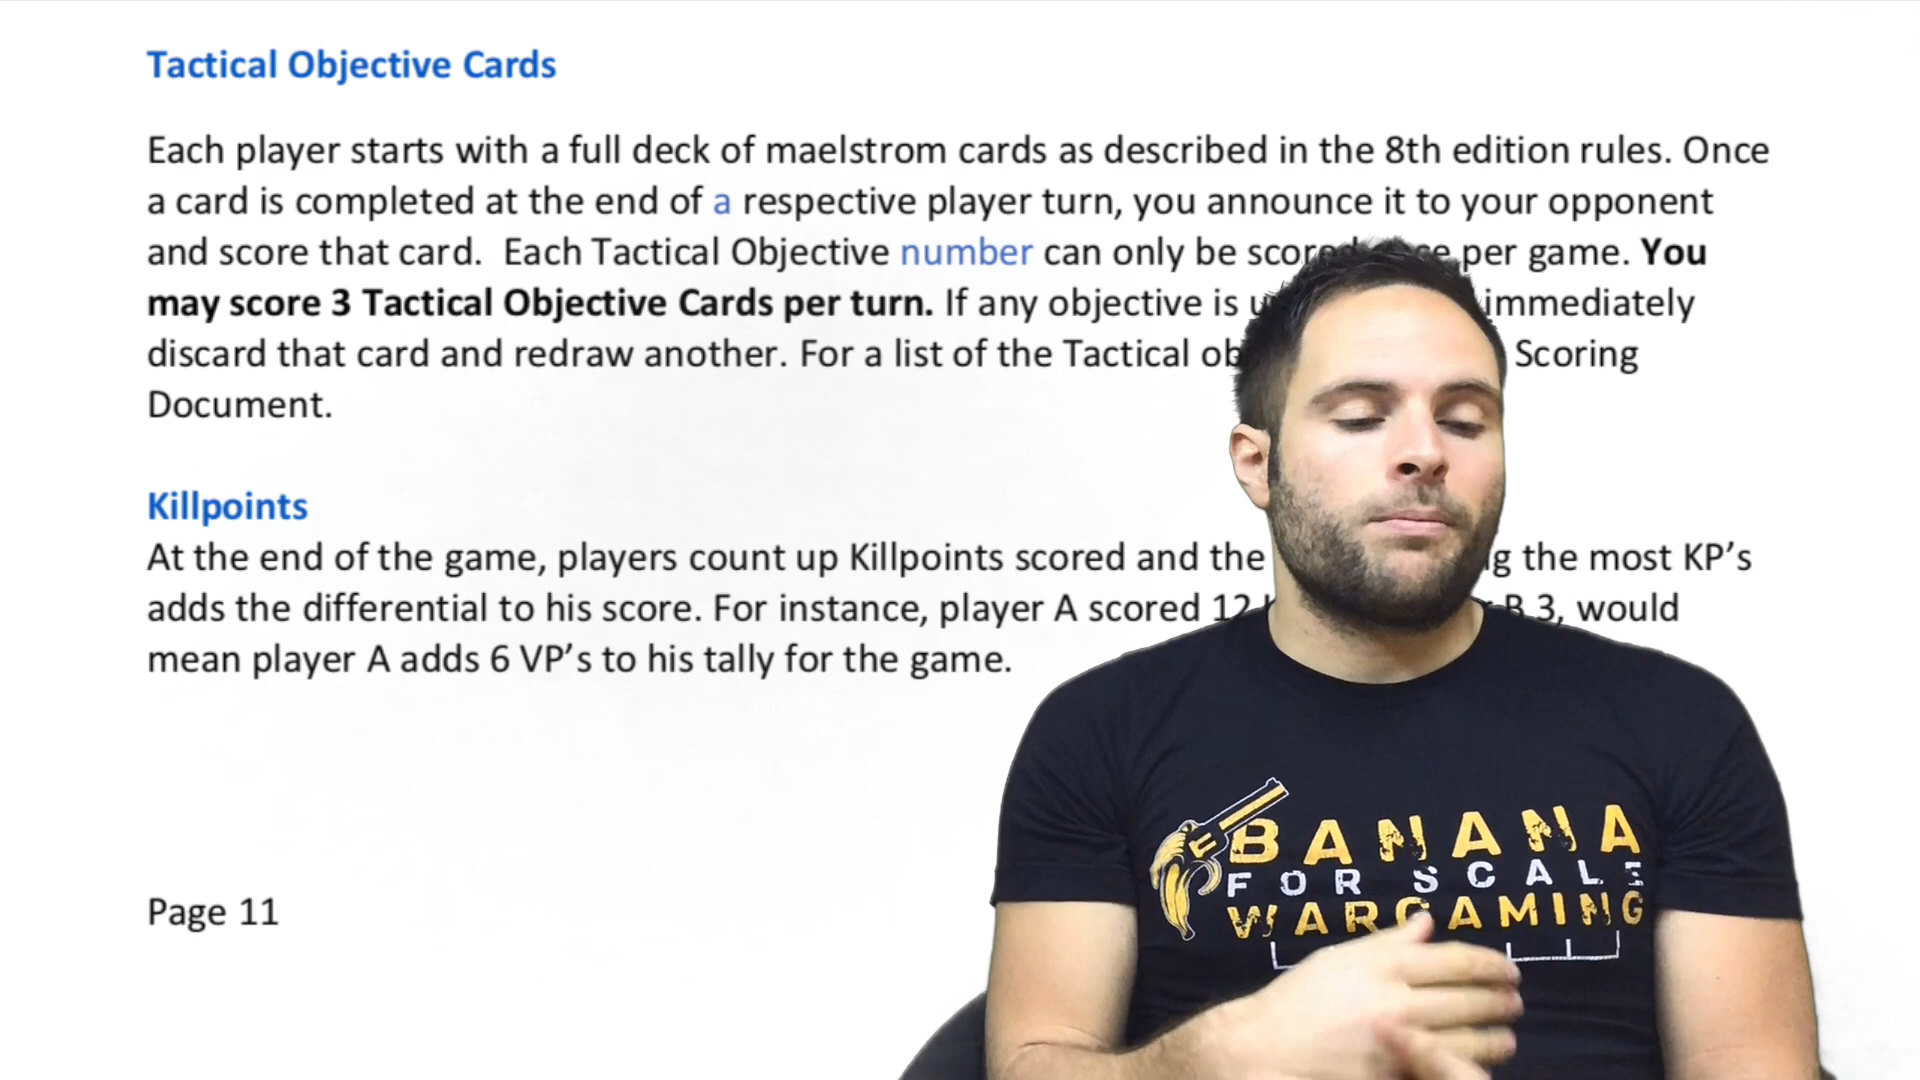 Tactical Objective Cards
Each player starts with a full deck of maelstrom cards as described in the 8th edition rules. Once
a card is completed at the end of a respective player turn, you announce it to your opponent
and score that card. Each Tactical Objective number can only be per game. You
may score 3 Tactical Objective Cards per turn. If any objective is immediately
discard that card and redraw another. For a list of the Tactical Scoring
Document.
Killpoints
At the end of the game, players count up Killpoints scored and the the most KP’s
adds the differential to his score. For instance, player A scored 12 B 3, would
mean player A adds 6 VP’s to his tally for the game.
Page 11
BANANA
FOR SCALE
WARGAMING